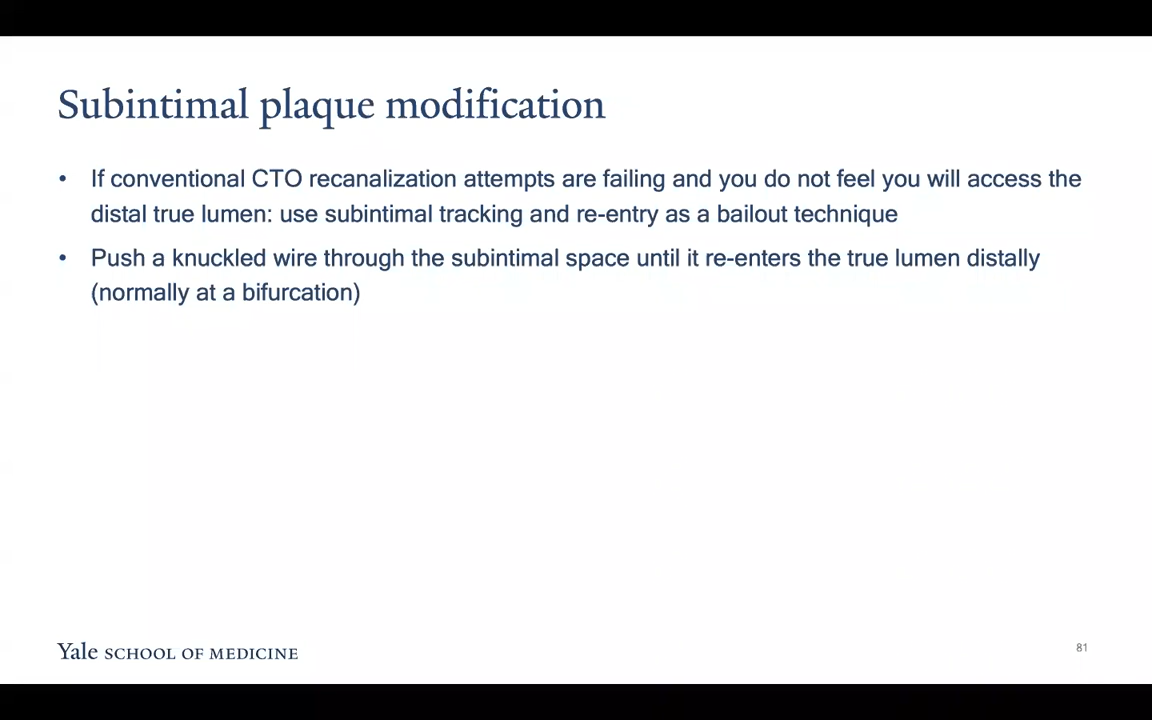 Subintimal plaque modification
• If conventional CTO recanalization attempts are failing and you do not feel you will access the
distal true lumen: use subintimal tracking and re-entry as a bailout technique
• Push a knuckled wire through the subintimal space until it re-enters the true lumen distally
(normally at a bifurcation)
Yale SCHOOL OF MEDICINE
81